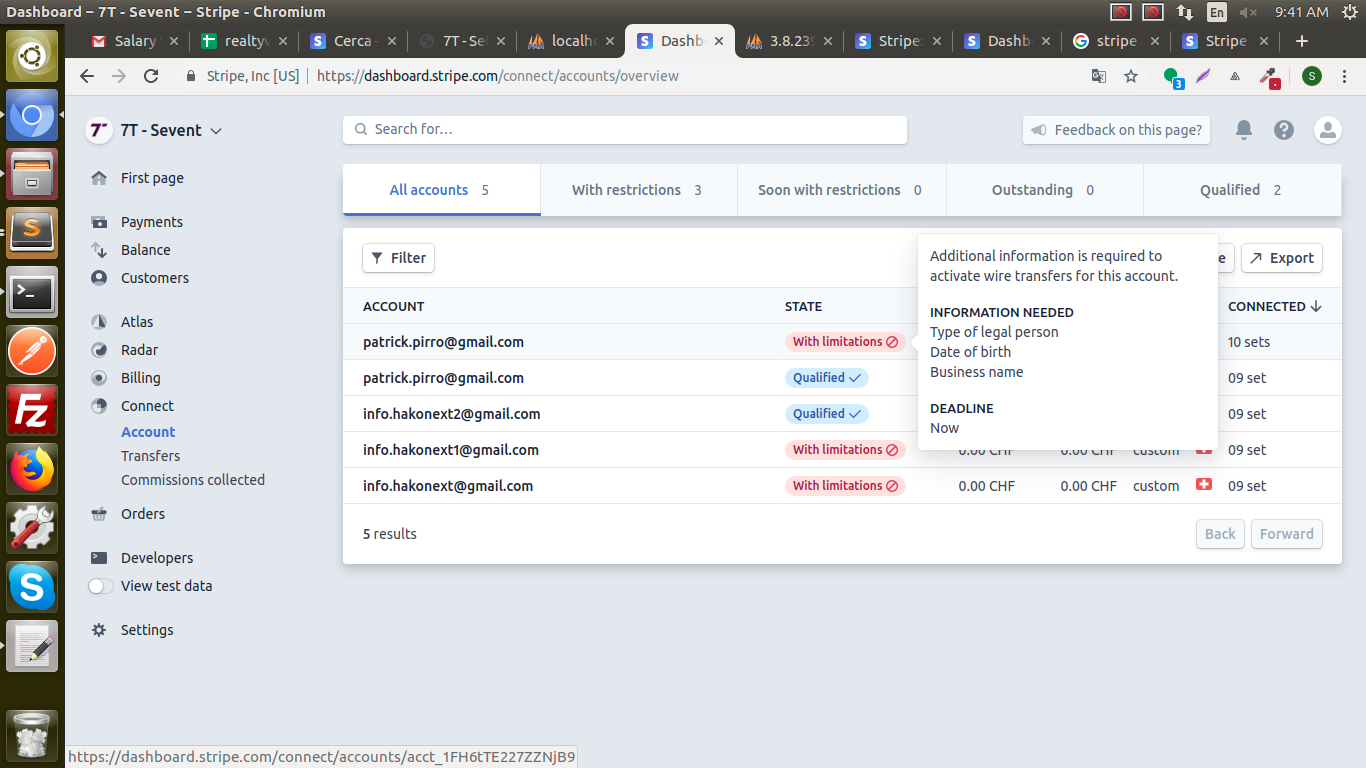 Dashboard – 7T - Sevent – Stripe - Chromium
En
9:41 AM
Salary
realtyv
Cerca –
7T - Se
localh
Dashb
3.8.239
Stripe
Dashb
stripe
Stripe
Stripe, Inc [US] | https://dashboard.stripe.com/connect/accounts/overview
3
S
7T
7T - Sevent
Search for...
Feedback on this page?
First page
Payments
Balance
Customers
Atlas
Radar
Billing
Connect
Account
Transfers
Commissions collected
Orders
Developers
View test data
Settings
All accounts 5
With restrictions 3
Soon with restrictions 0
Outstanding 0
Qualified 2
Filter
e
Export
ACCOUNT STATE CONNECTED
patrick.pirro@gmail.com With limitations 10 sets
patrick.pirro@gmail.com Qualified 09 set
info.hakonext2@gmail.com Qualified 09 set
info.hakonext1@gmail.com With limitations 0.00 CHF 0.00 CHF custom 09 set
info.hakonext@gmail.com With limitations 0.00 CHF 0.00 CHF custom 09 set
Additional information is required to
activate wire transfers for this account.
INFORMATION NEEDED
Type of legal person
Date of birth
Business name
DEADLINE
Now
5 results
Back
Forward
https://dashboard.stripe.com/connect/accounts/acct_1FH6tTE227ZZNjB9